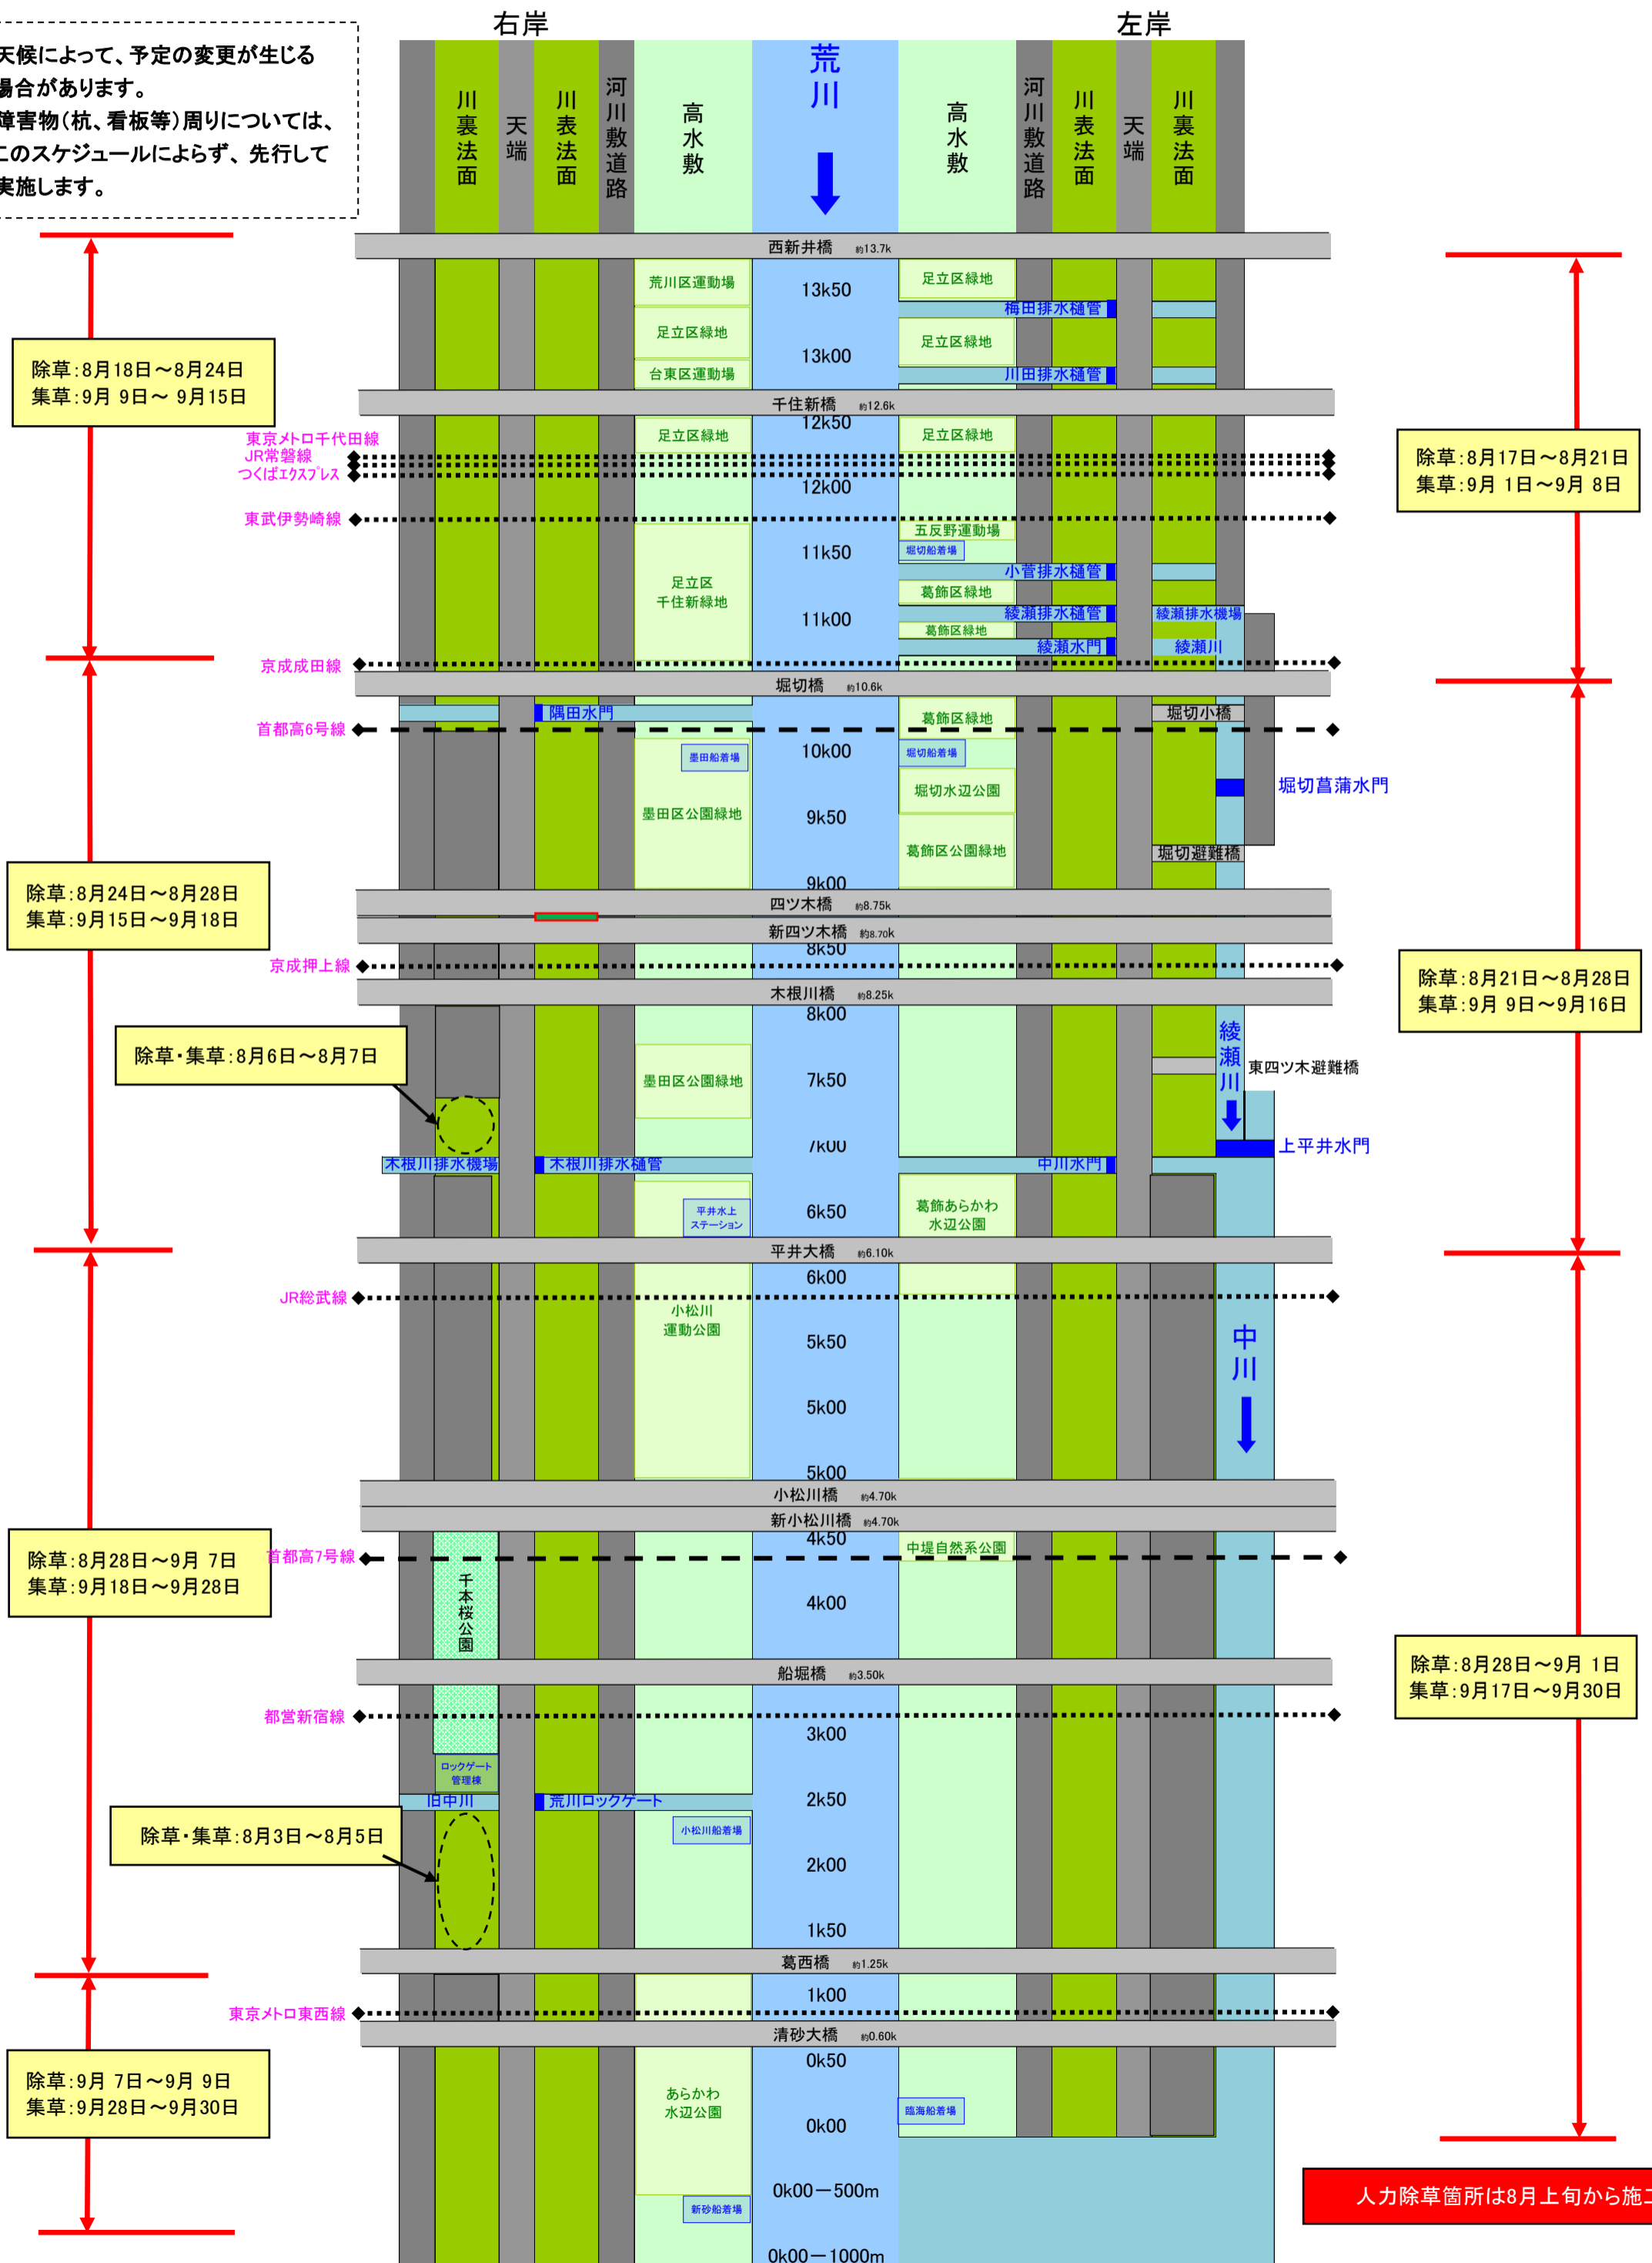 右岸
左岸
天候によって、予定の変更が生じる
場合があります。
障害物（杭、看板等）周りについては、
このスケジュールによらず、先行して
実施します。
川裏法面
天端
川表法面
河川敷道路
高水敷
荒川
高水敷
河川敷道路
川表法面
天端
川裏法面
西新井橋 約13.7k
荒川区運動場
13k50
足立区緑地
梅田排水樋管
足立区緑地
13k00
足立区緑地
台東区運動場
川田排水樋管
除草：8月18日～8月24日
集草：9月 9日～ 9月15日
千住新橋 約12.6k
12k50
足立区緑地
足立区緑地
東京メトロ千代田線
JR常磐線
つくばエクスプレス
12k00
除草：8月17日～8月21日
集草：9月 1日～9月 8日
東武伊勢崎線
五反野運動場
11k50
堀切船着場
小菅排水樋管
足立区
千住新緑地
葛飾区緑地
11k00
綾瀬排水樋管
綾瀬排水機場
葛飾区緑地
綾瀬水門
綾瀬川
京成成田線
堀切橋 約10.6k
隅田水門
葛飾区緑地
堀切小橋
首都高6号線
10k00
墨田船着場
堀切船着場
堀切菖蒲水門
堀切水辺公園
墨田区公園緑地
9k50
葛飾区公園緑地
堀切避難橋
9k00
除草：8月24日～8月28日
集草：9月15日～9月18日
四ツ木橋 約8.75k
新四ツ木橋 約8.70k
8k50
京成押上線
木根川橋 約8.25k
8k00
除草：8月21日～8月28日
集草：9月 9日～9月16日
除草・集草：8月6日～8月7日
綾瀬川
東四ツ木避難橋
墨田区公園緑地
7k50
7k00
上平井水門
木根川排水機場
木根川排水樋管
中川水門
平井水上
ステーション
6k50
葛飾あらかわ
水辺公園
平井大橋 約6.10k
6k00
JR総武線
小松川
運動公園
5k50
中川
5k00
5k00
小松川橋 約4.70k
新小松川橋 約4.70k
4k50
中堤自然系公園
首都高7号線
除草：8月28日～9月 7日
集草：9月18日～9月28日
千本桜公園
4k00
船堀橋 約3.50k
除草：8月28日～9月 1日
集草：9月17日～9月30日
都営新宿線
3k00
ロックゲート
管理棟
旧中川
荒川ロックゲート
2k50
小松川船着場
除草・集草：8月3日～8月5日
2k00
1k50
葛西橋 約1.25k
1k00
東京メトロ東西線
清砂大橋 約0.60k
0k50
除草：9月 7日～9月 9日
集草：9月28日～9月30日
あらかわ
水辺公園
臨海船着場
0k00
0k00－500m
新砂船着場
人力除草箇所は8月上旬から施工
0k00－1000m